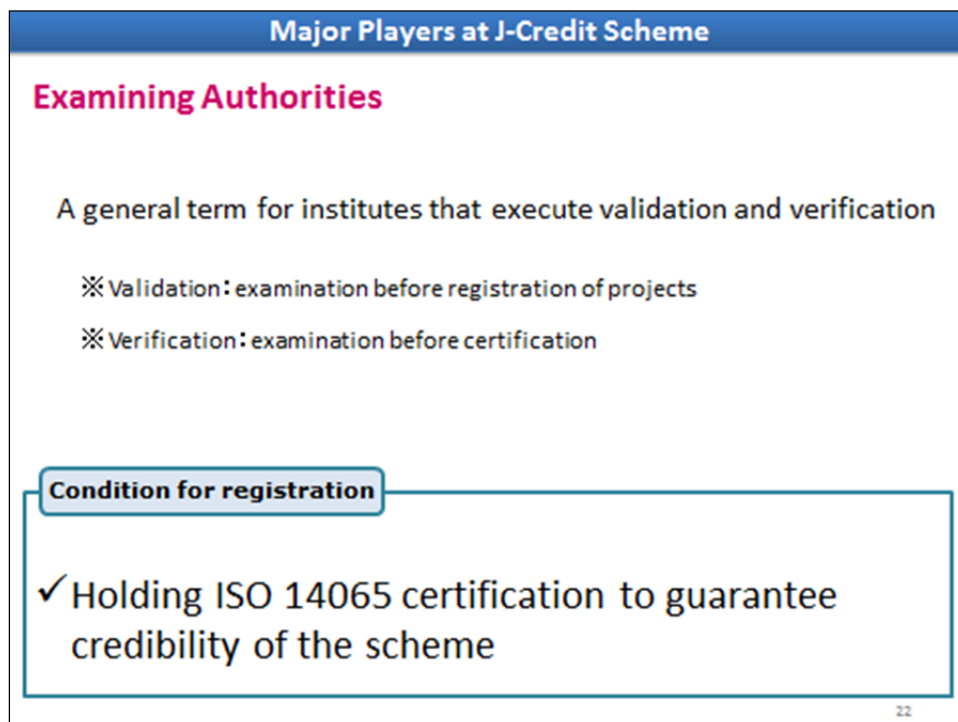 Major Players at J-Credit Scheme
Examining Authorities
A general term for institutes that execute validation and verification
※Validation：examination before registration of projects
※Verification：examination before certification
Condition for registration
✓Holding ISO 14065 certification to guarantee
credibility of the scheme
22